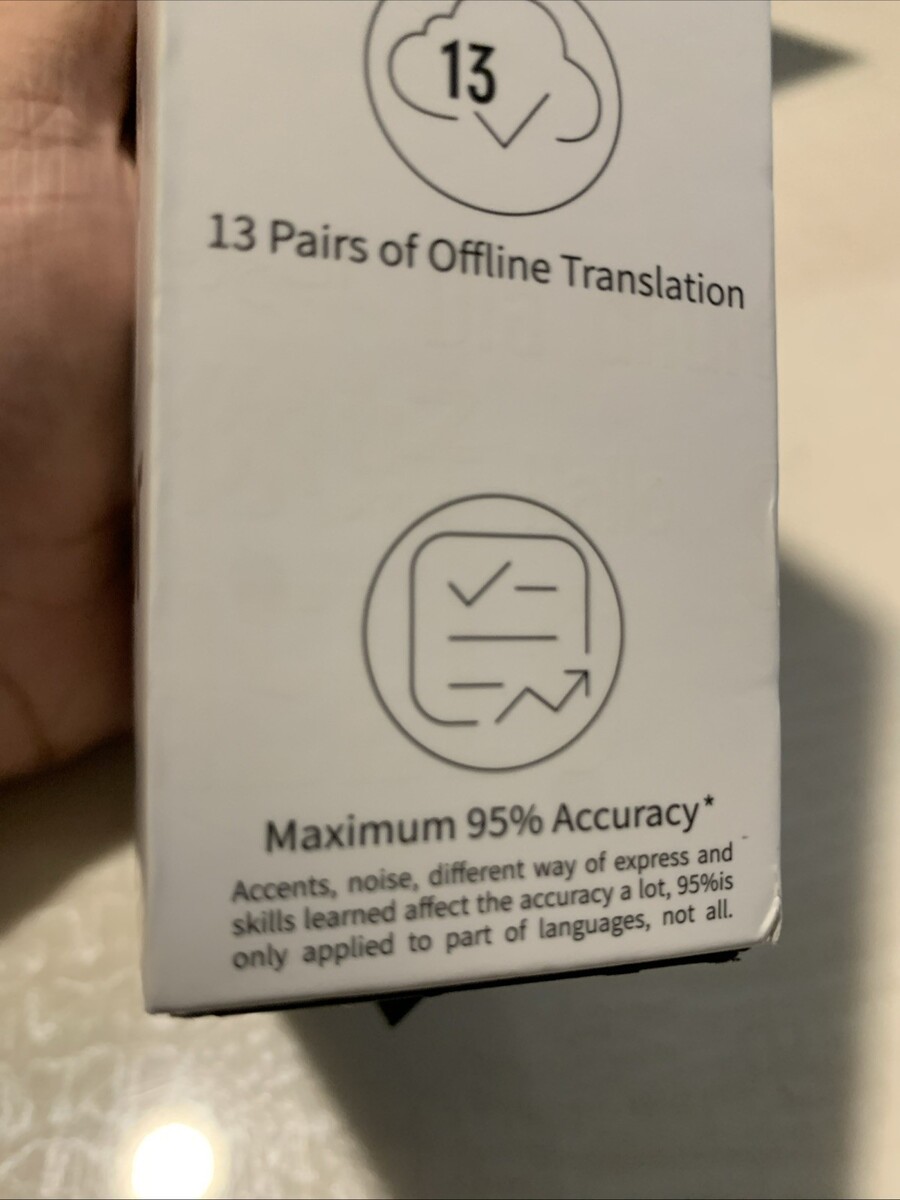 13
13 Pairs of Offline Translation
Maximum 95% Accuracy*
Accents, noise, different way of express and
skills learned affect the accuracy a lot, 95%is
only applied to part of languages, not all.